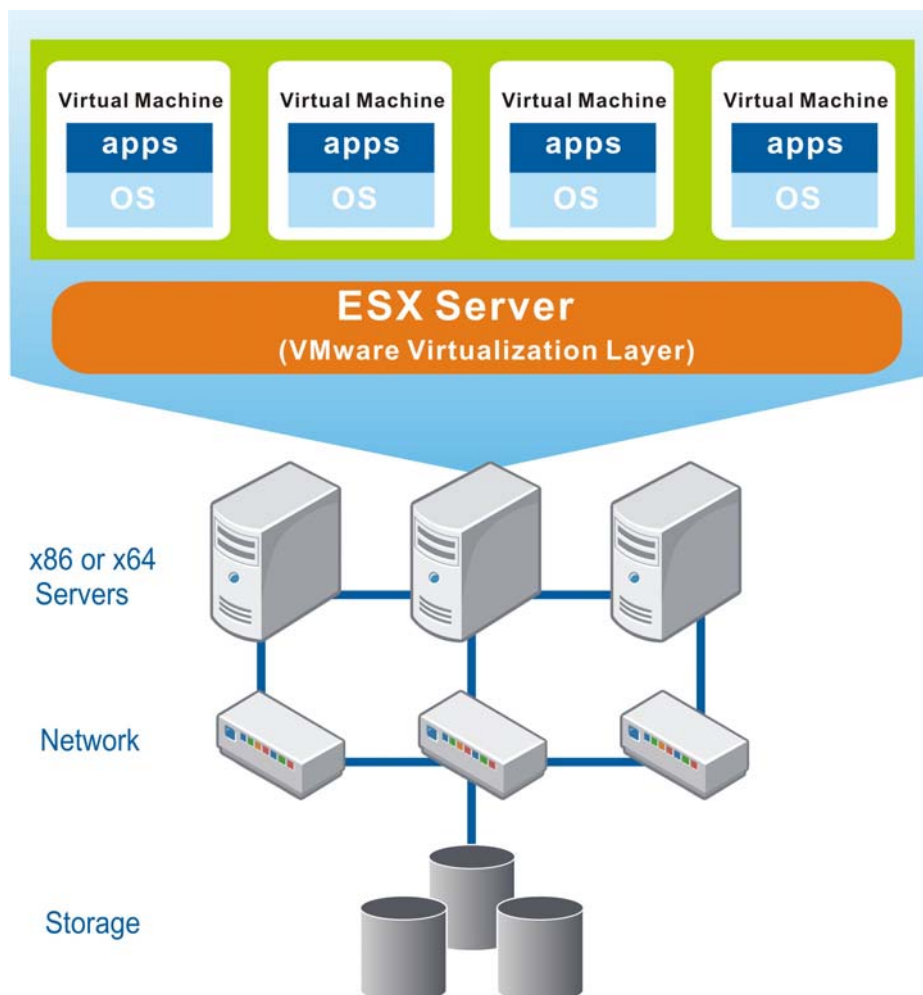 Virtual Machine
apps
OS
Virtual Machine
apps
OS
Virtual Machine
apps
OS
Virtual Machine
apps
OS
ESX Server
(VMware Virtualization Layer)
x86 or x64
Servers
Network
Storage